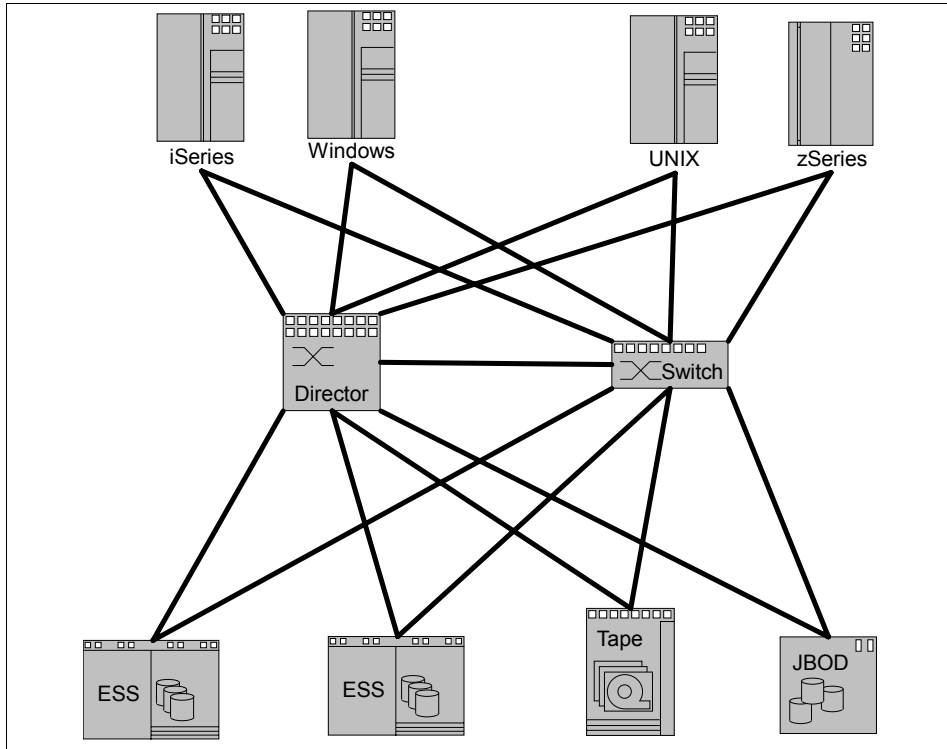 iSeries
Windows
UNIX
zSeries
Director
Switch
ESS
ESS
Tape
JBOD